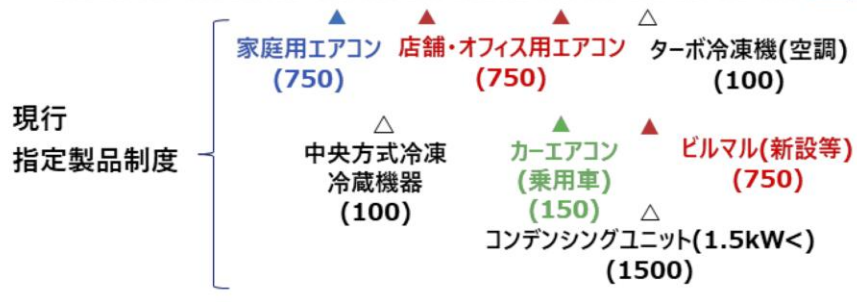 家庭用エアコン
(750)
店舗・オフィス用エアコン
(750)
ターボ冷凍機(空調)
(100)
現行
指定製品制度
中央方式冷凍
冷蔵機器
(100)
カーエアコン
(乗用車)
(150)
ビルマル(新設等)
(750)
コンデンシングユニット(1.5kW<)
(1500)